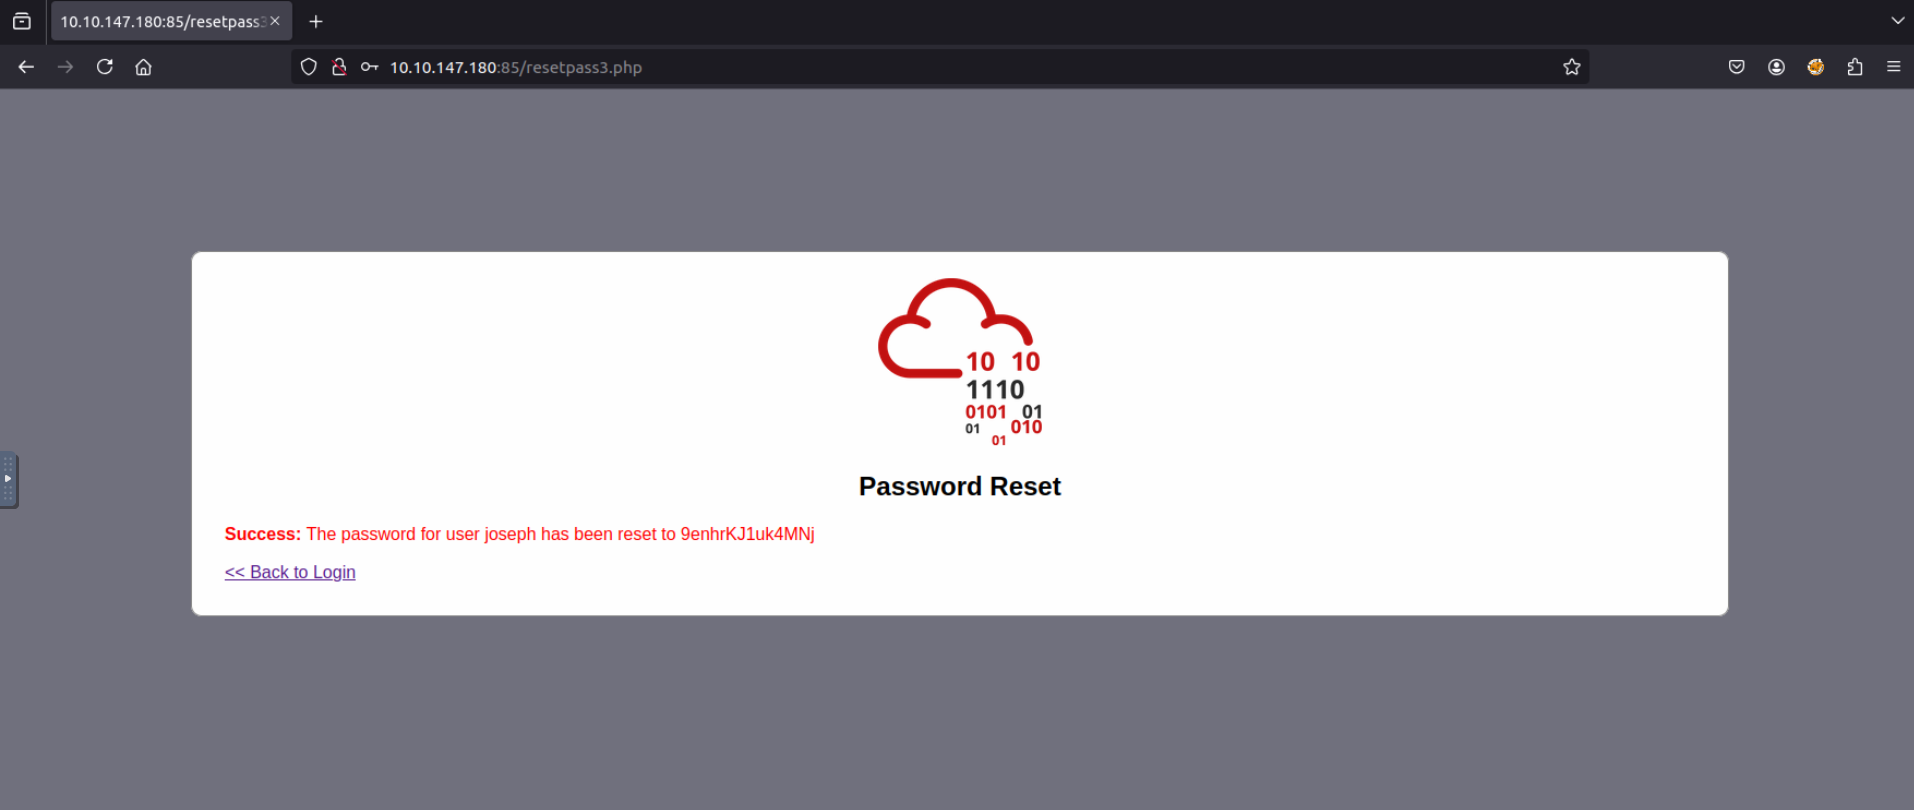 10.10.147.180:85/resetpass3
10.10.147.180:85/resetpass3.php
10 10
1110
0101 01
01 010
01
Password Reset
Success: The password for user joseph has been reset to 9enhrKJ1uk4MNj
<< Back to Login